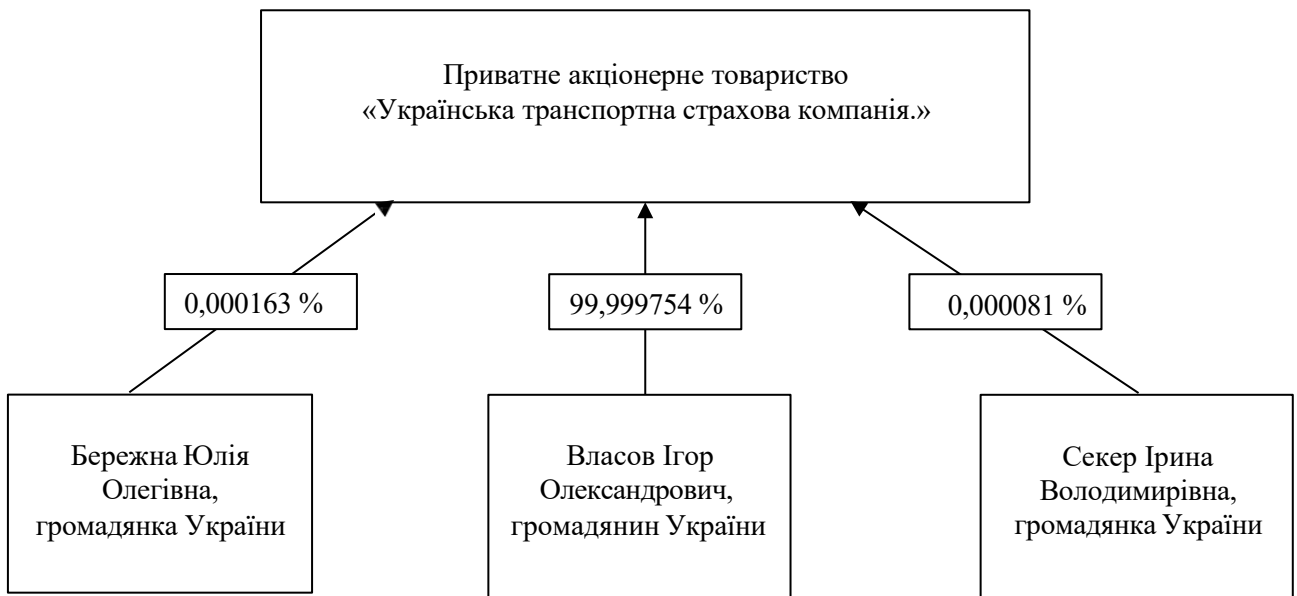 Приватне акціонерне товариство
«Українська транспортна страхова компанія.»
0,000163 %
99,999754 %
0,000081 %
Бережна Юлія
Олегівна,
громадянка України
Власов Ігор
Олександрович,
громадянин України
Секер Ірина
Володимирівна,
громадянка України